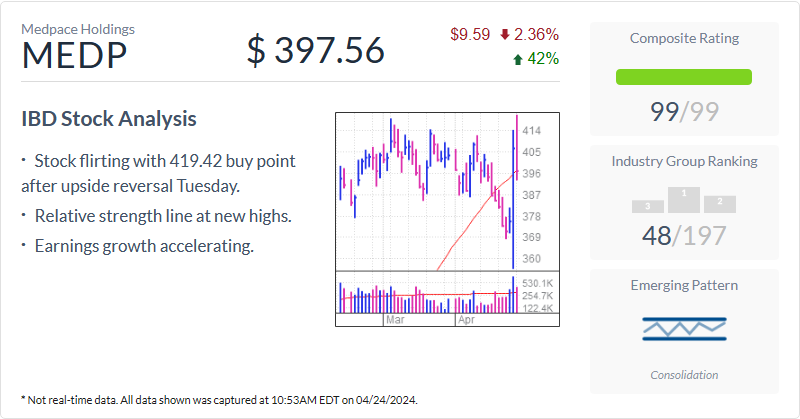 Medpace Holdings
MEDP
$ 397.56
$9.59 2.36%
42%
IBD Stock Analysis
· Stock flirting with 419.42 buy point
after upside reversal Tuesday.
· Relative strength line at new highs.
· Earnings growth accelerating.
414
405
396
387
378
369
360
530.1K
254.7K
122.4K
Mar
Apr
Composite Rating
99/99
Industry Group Ranking
3
1
2
48/197
Emerging Pattern
Consolidation
* Not real-time data. All data shown was captured at 10:53AM EDT on 04/24/2024.